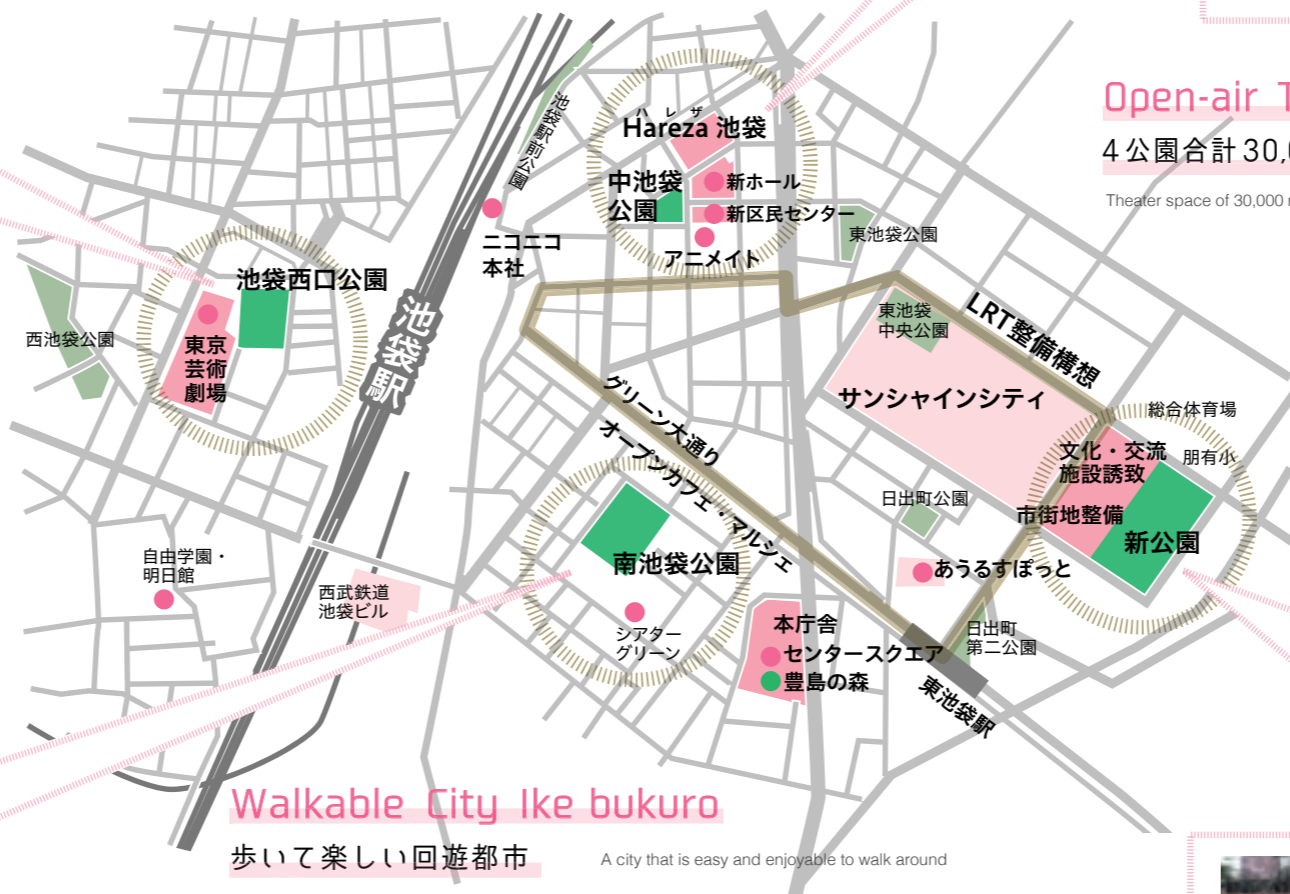 Open-air T
4公園合計30,0
Theater space of 30,000 m
池袋駅前公園
ハレザ
Hareza 池袋
中池袋
公園
新ホール
新区民センター
アニメイト
東池袋公園
ニコニコ
本社
池袋西口公園
東京
芸術
劇場
西池袋公園
池袋駅
東池袋
中央公園
LRT整備構想
サンシャインシティ
総合体育場
朋有小
文化・交流
施設誘致
市街地整備
新公園
グリーン大通り
オープンカフェ・マルシェ
日出町公園
あうるすぽっと
南池袋公園
シアター
グリーン
自由学園・
明日館
西武鉄道
池袋ビル
本庁舎
センタースクエア
豊島の森
日出町
第二公園
東池袋駅
Walkable City Ike bukuro
歩いて楽しい回遊都市
A city that is easy and enjoyable to walk around